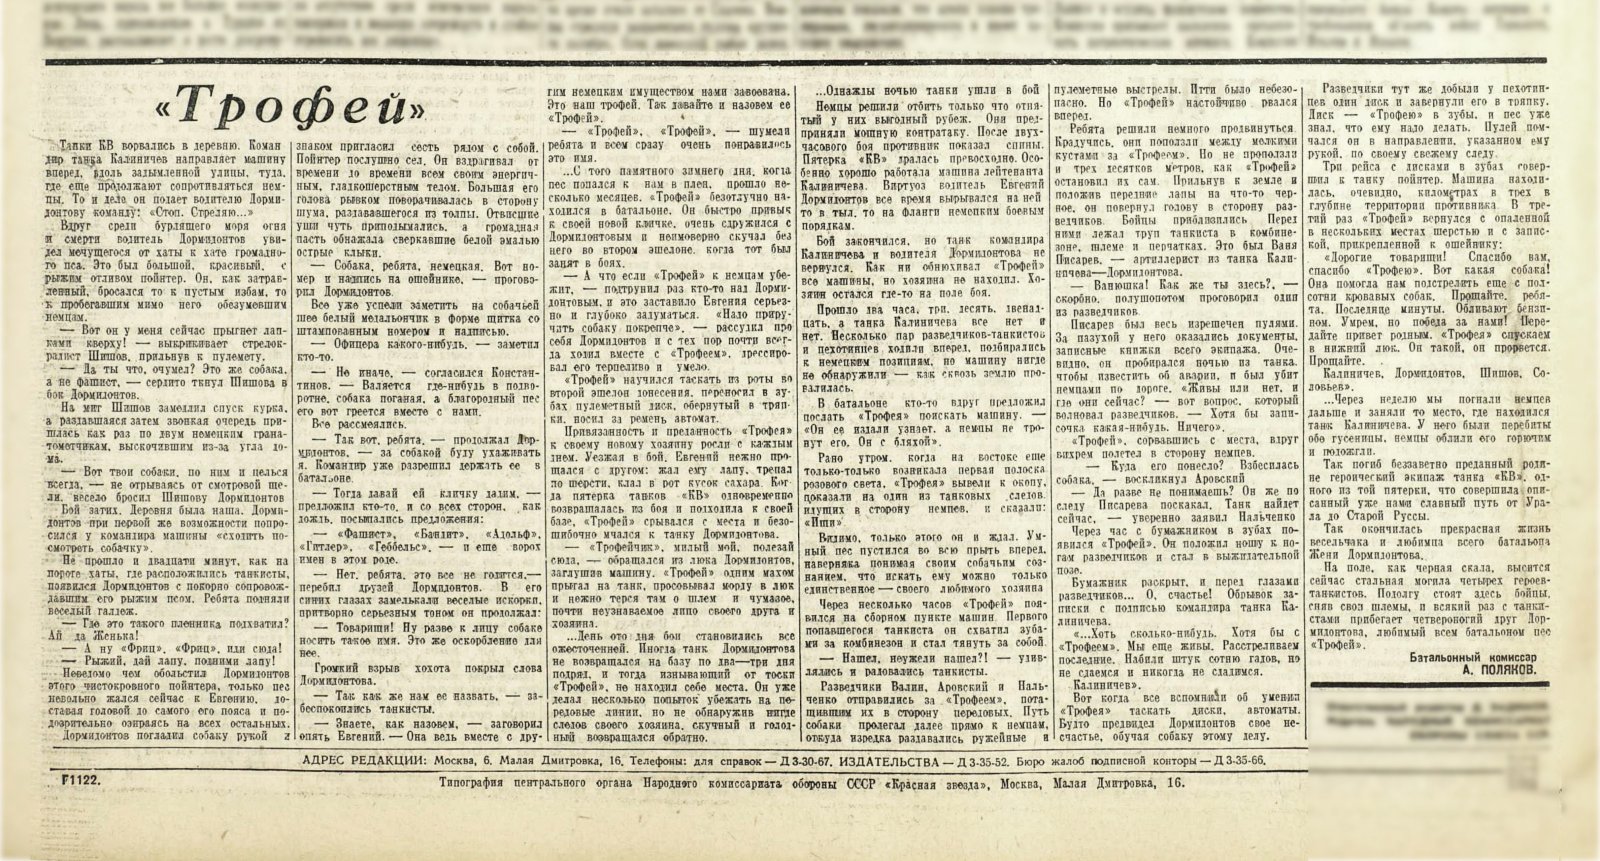 «Трофей»
Танки КВ ворвались в деревню. Коман
дир танка Калиничев направляет машину
вперед, вдоль задымленной улицы, туда,
где еще продолжают сопротивляться нем-
цы. То и дело он подает водителю Дорми-
донтову команду: «Стоп. Стреляю...»
Вдруг среди бурлящего моря огня
и смерти водитель Дормидонтов уви-
дел мечущегося от хаты к хате громадно-
го пса. Это был большой, красивый, с
рыжим отливом пойнтер. Он, как затрав-
ленный, бросался то к пустым избам, то
к пробегавшим мимо него обезумевшим
немцам.
— Вот он у меня сейчас прыгнет лап-
ками кверху! — выкрикивает стрелок-
радист Шишов, прильнув к пулемету.
— Да ты что, очумел? Это же собака,
а не фашист, — сердито ткнул Шишова в
бок Дормидонтов.
На миг Шишов замедлил спуск курка,
а раздавшаяся затем звонкая очередь при-
шлась как раз по двум немецким грана-
тометчикам, выскочившим из-за угла до-
ма.
— Вот твои собаки, по ним и целься
всегда, — не отрываясь от смотровой ще-
ли, весело бросил Шишову Дормидонтов
Бой затих. Деревня была наша. Дорми-
донтов при первой же возможности попро-
сился у командира машины «сходить по-
смотреть собачку».
Не прошло и двадцати минут, как на
пороге хаты, где расположились танкисты,
появился Дормидонтов с покорно сопровож-
давшим его рыжим псом. Ребята подняли
веселый галдеж.
— Где это такого пленника подхватил?
Ай да Женька!
— А ну «Фриц», «Фриц», иди сюда!
— Рыжий, дай лапу, подними лапу!
Неведомо чем обольстил Дормидонтов
этого чистокровного пойнтера, только пес
невольно жался сейчас к Евгению, до-
ставая головой до самого его пояса и по-
дозрительно озираясь на всех остальных.
Дормидонтов погладил собаку рукой и
знаком пригласил сесть рядом с собой.
Пойнтер послушно сел. Он вздрагивал от
времени до времени всем своим энергич-
ным, гладкошерстным телом. Большая его
голова рывком поворачивалась в сторону
шума, раздававшегося из толпы. Отвисшие
уши чуть приподымались, а громадная
пасть обнажала сверкавшие белой эмалью
острые клыки.
— Собака, ребята, немецкая. Вот но-
мер и надпись на ошейнике, — проговo-
рил Дормидонтов.
Все уже успели заметить на собачьей
шее белый медальончик в форме щитка со
штампованным номером и надписью.
— Офицера какого-нибудь, — заметил
кто-то.
— Не иначе, — согласился Констан-
тинов. — Валяется где-нибудь в подво-
ротне, собака поганая, а благородный пес
его вот греется вместе с нами.
Все рассмеялись.
— Так вот, ребята, — продолжал Дор-
мидонтов, — за собакой буду ухаживать
я. Командир уже разрешил держать ее в
батальоне.
— Тогда давай ей кличку дадим, —
предложил кто-то, и со всех сторон, как
дождь, посыпались предложения:
— «Фашист», «Бандит», «Адольф»,
«Гитлер», «Геббельс», — и еще ворох
имен в этом роде.
— Нет, ребята, это все не годится,—
перебил друзей Дормидонтов. В его
синих глазах замелькали веселые искорки,
притворно серьезным тоном он продолжал:
— Товарищи! Ну разве к лицу собаке
носить такое имя. Это же оскорбление для
нее.
Громкий взрыв хохота покрыл слова
Дормидонтова.
— Так как же нам ее назвать, — за-
беспокоились танкисты.
— Знаете, как назовем, — заговорил
опять Евгений. — Она ведь вместе с дру-
гим немецким имуществом нами завоевана.
Это наш трофей. Так давайте и назовем ее
«Трофей».
— «Трофей», «Трофей», — шумели
ребята и всем сразу очень понравилось
это имя.
...С того памятного зимнего дня, когда
пес попался к нам в плен, прошло не-
сколько месяцев. «Трофей» безотлучно на-
ходился в батальоне. Он быстро привык
к своей новой кличке, очень сдружился с
Дормидонтовым и неимоверно скучал без
него во втором эшелоне, когда тот был
занят в боях.
— А что если «Трофей» к немцам убе-
жит, — подтрунил раз кто-то над Дорми-
донтовым, и это заставило Евгения серьез-
но и глубоко задуматься. «Надо приру-
чать собаку покрепче», — рассудил про
себя Дормидонтов и с тех пор почти все-
гда ходил вместе с «Трофеем», дрессиро-
вал его терпеливо и умело.
«Трофей» научился таскать из роты во
второй эшелон донесения, переносил в зу-
бах пулеметный диск, обернутый в тряп-
ки, носил за ремень автомат.
Привязанность и преданность «Трофея»
к своему новому хозяину росли с каждым
днем. Уезжая в бой, Евгений нежно про-
щался с другом: жал ему лапу, трепал
по шерсти, клал в рот кусок сахара. Ког-
да пятерка танков «КВ» одновременно
возвращалась из боя и подходила к своей
базе, «Трофей» срывался с места и безо-
шибочно мчался к танку Дормидонтова.
— «Трофейчик», милый мой, полезай
сюда, — обращался из люка Дормидонтов,
заглушив машину. «Трофей» одним махом
прыгал на танк, просовывал морду в люк
и нежно терся там о шлем и чумазое,
почти неузнаваемое лицо своего друга и
хозяина.
...День ото дня бои становились все
ожесточенней. Иногда танк Дормидонтова
не возвращался на базу по два—три дня
подряд, и тогда изнывающий от тоски
«Трофей», не находил себе места. Он уже
делал несколько попыток убежать на пе-
редовые линии, но не обнаружив нигде
следов своего хозяина, скучный и голод-
ный возвращался обратно.
...Однажды ночью танки ушли в бой
Немцы решили отбить только что отня-
тый у них выгодный рубеж. Они пред-
приняли мощную контратаку. После двух-
часового боя противник показал спины.
Пятерка «КВ» дралась превосходно. Осо-
бенно хорошо работала машина лейтенанта
Калиничева. Виртуоз водитель Евгений
Дормидонтов все время вырывался на ней
то в тыл, то на фланги немецким боевым
порядкам.
Бой закончился, но танк командира
Калиничева и водителя Дормидонтова не
вернулся. Как ни обнюхивал «Трофей»
все машины, но хозяина не находил. Хо-
зяин остался где-то на поле боя.
Прошло два часа, три, десять, двенад-
цать, а танка Калиничева все нет и
нет. Несколько пар разведчиков-танкистов
и пехотинцев ходили вперед, подбирались
к немецким позициям, но машину нигде
не обнаружили — как сквозь землю про-
валилась.
В батальоне кто-то вдруг предложил
послать «Трофея» поискать машину. —
«Он ее издали узнает, а немцы не тро-
нут его. Он с бляхой».
Рано утром, когда на востоке еще
только-только возникала первая полоска
розового света, «Трофея» вывели к окопу,
показали на один из танковых следов,
идущих в сторону немцев, и сказали:
«Ищи»
Видимо, только этого он и ждал. Ум-
ный пес пустился во всю прыть вперед,
наверняка понимая своим собачьим со-
знанием, что искать ему можно только
единственное — своего любимого хозяина
Через несколько часов «Трофей» поя-
вился на сборном пункте машин. Первого
попавшегося танкиста он схватил зуба-
ми за комбинезон и стал тянуть за собой.
— Нашел, неужели нашел?! — удив-
лялись и радовались танкисты.
Разведчики Валин, Аровский и Наль-
ченко отправились за «Трофеем», пота-
щившим их в сторону передовых. Путь
собаки пролегал далее прямо к немцам,
откуда изредка раздавались ружейные и
пулеметные выстрелы. Итти было небезо-
пасно. Но «Трофей» настойчиво рвался
вперед.
Ребята решили немного продвинуться.
Крадучись, они поползли между мелкими
кустами за «Трофеем». Но не проползли
и трех десятков метров, как «Трофей»
остановил их сам. Прильнув к земле и
положив передние лапы на что-то чер-
ное, он повернул голову в сторону раз-
ведчиков. Бойцы приблизились. Перед
ними лежал труп танкиста в комбине-
зоне, шлеме и перчатках. Это был Ваня
Писарев, — артиллерист из танка Кали-
ничева—Дормидонтова.
— Ванюшка! Как же ты здесь?, —
скорбно, полушопотом проговорил один
из разведчиков.
Писарев был весь изрешечен пулями.
За пазухой у него оказались документы,
записные книжки всего экипажа. Оче-
видно, он пробирался ночью из танка,
чтобы известить об аварии, и был убит
немцами по дороге. «Живы или нет, и
где они сейчас? — вот вопрос, который
волновал разведчиков. — Хотя бы запи-
сочка какая-нибудь. Ничего».
«Трофей», сорвавшись с места, вдруг
вихрем полетел в сторону немцев.
— Куда его понесло? Взбесилась
собака, — воскликнул Аровский
— Да разве не понимаешь? Он же по
следу Писарева поскакал. Танк найдет
сейчас, — уверенно заявил Нальченко
Через час с бумажником в зубах по-
явился «Трофей». Он положил ношу к но-
гам разведчиков и стал в выжидательной
позе.
Бумажник раскрыт, и перед глазами
разведчиков... О, счастье! Обрывок за-
писки с подписью командира танка Ка-
линичева.
«...Хоть сколько-нибудь. Хотя бы с
«Трофеем». Мы еще живы. Расстреливаем
последние. Набили штук сотню гадов, но
не сдаемся и никогда не сдадимся.
Калиничев».
Вот когда все вспомнили об умении
«Трофея» таскать диски, автоматы.
Будто предвидел Дормидонтов свое не-
счастье, обучая собаку этому делу.
Разведчики тут же добыли у пехотин-
цев один диск и завернули его в тряпку.
Диск — «Трофею» в зубы, и пес уже
знал, что ему надо делать. Пулей пом-
чался он в направлении, указанном ему
рукой, по своему свежему следу.
Три рейса с дисками в зубах совер-
шил к танку пойнтер. Машина находи-
лась, очевидно, километрах в трех в
глубине территории противника. В тре-
тий раз «Трофей» вернулся с опаленной
в нескольких местах шерстью и с запис-
кой, прикрепленной к ошейнику:
«Дорогие товарищи! Спасибо вам,
спасибо «Трофею». Вот какая собака!
Она помогла нам подстрелить еще с пол-
сотни кровавых собак. Прощайте, ребя-
та. Последние минуты. Обливают бензи-
ном. Умрем, но победа за нами! Пере-
дайте привет родным. «Трофея» спускаем
в нижний люк. Он такой, он прорвется.
Прощайте.
Калиничев, Дормидонтов, Шишов, Со-
ловьев».
...Через неделю мы погнали немцев
дальше и заняли то место, где находился
танк Калиничева. У него были перебиты
обе гусеницы, немцы облили его горючим
и подожгли.
Так погиб беззаветно преданный роди-
не героический экипаж танка «КВ», од-
ного из той пятерки, что совершила опи-
санный уже нами славный путь от Ура-
ла до Старой Руссы.
Так окончилась прекрасная жизнь
весельчака и любимца всего батальона
Жени Дормидонтова.
На поле, как черная скала, высится
сейчас стальная могила четырех героев-
танкистов. Подолгу стоят здесь бойцы,
сняв свои шлемы, и всякий раз с танки-
стами прибегает четвероногий друг Дор-
мидонтова, любимый всем батальоном пес
«Трофей».
Батальонный комиссар
А. ПОЛЯКОВ.
АДРЕС РЕДАКЦИИ: Москва, 6, Малая Дмитровка, 16. Телефоны: для справок — Д 3-30-67. ИЗДАТЕЛЬСТВА — Д 3-35-52. Бюро жалоб подписной конторы — Д 3-35-66.
Г1122.
Типография центрального органа Народного комиссариата обороны СССР «Красная звезда», Москва, Малая Дмитровка, 16.